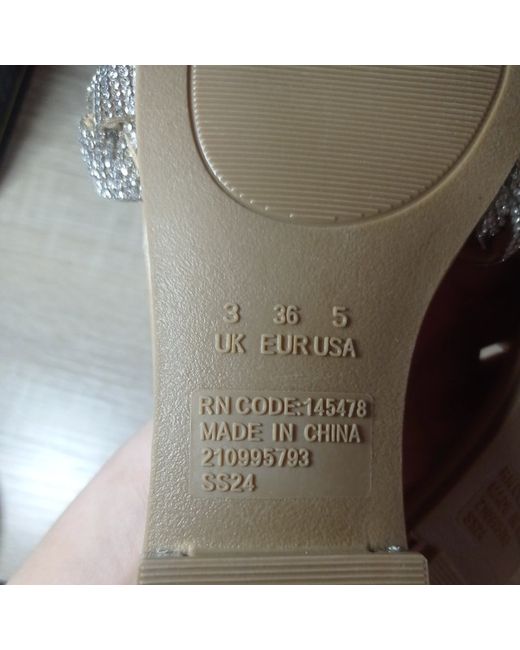 3 36 5
UK EUR USA
RN CODE:145478
MADE IN CHINA
210995793
SS24